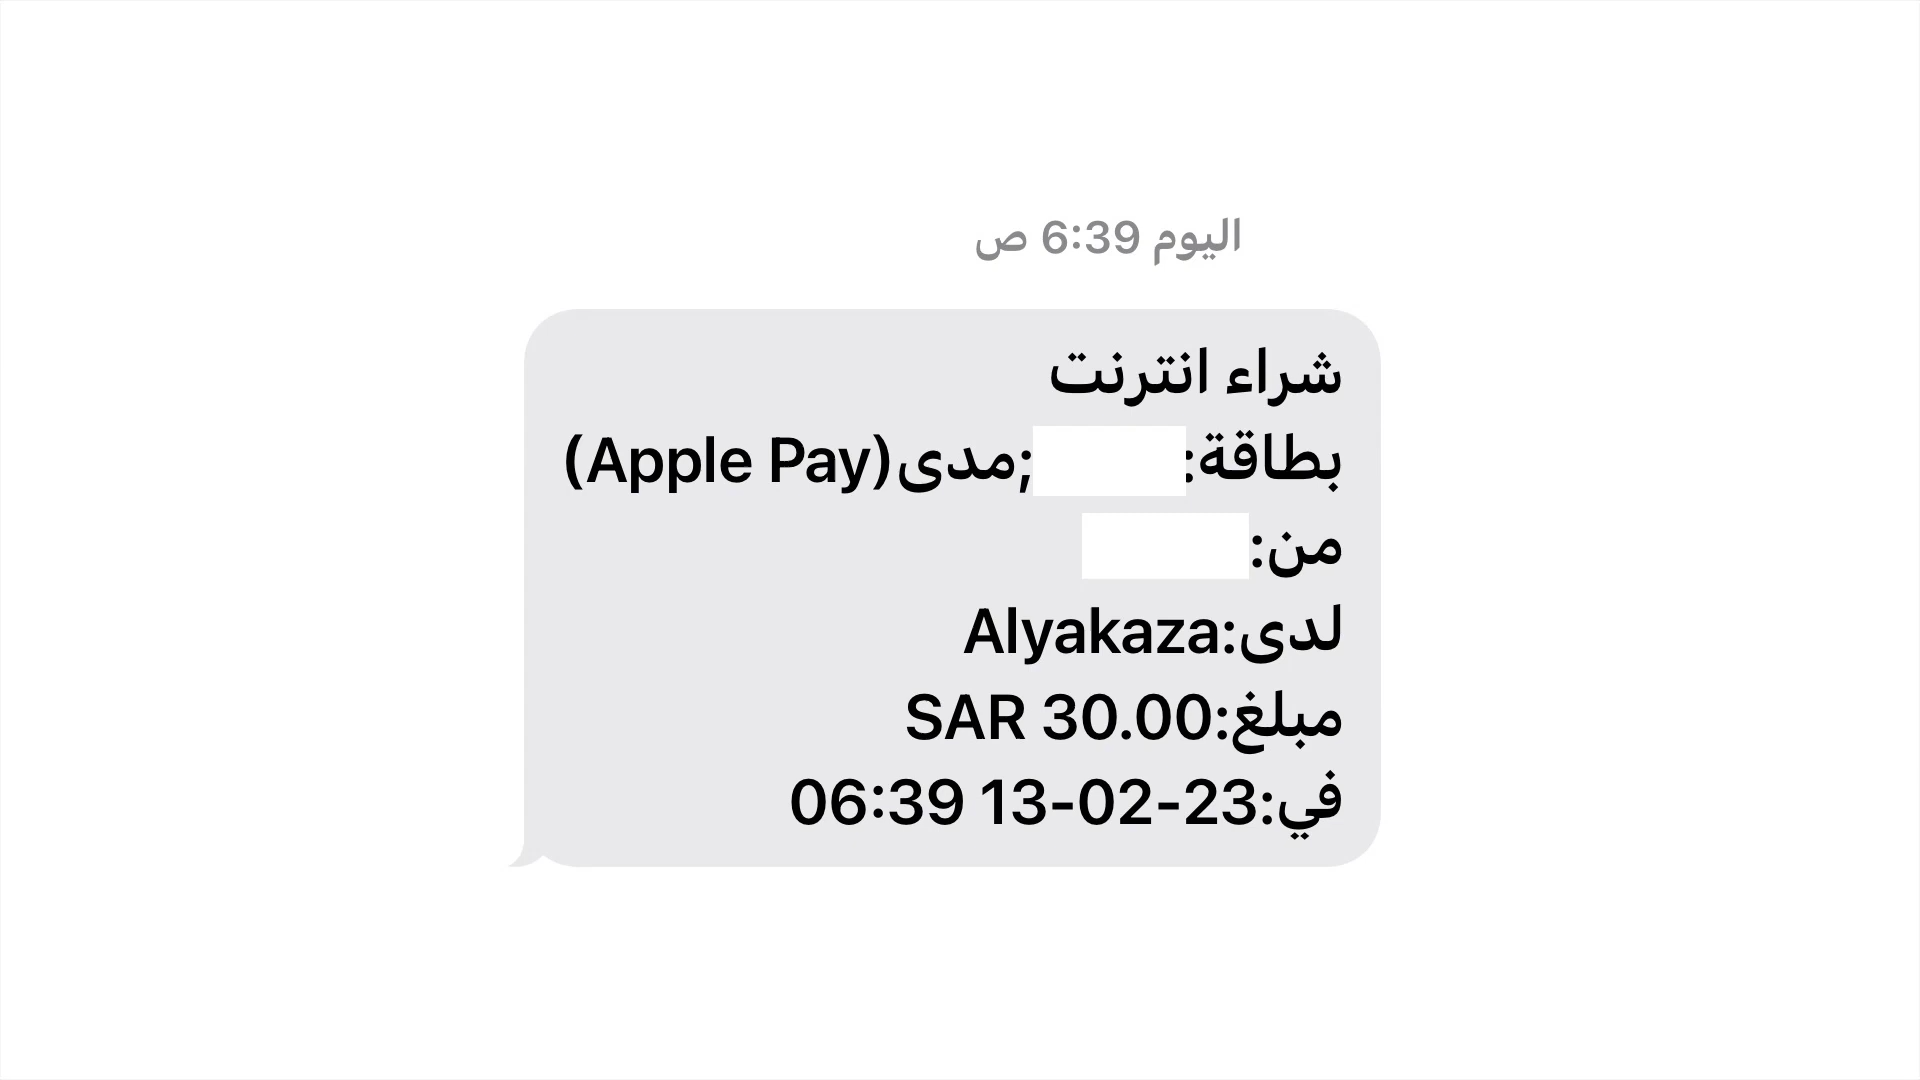 اليوم 6:39 ص
شراء انترنت
بطاقة:;مدى(Apple Pay)
من:
لدى:Alyakaza
مبلغ:SAR 30.00
في:23-02-13 06:39